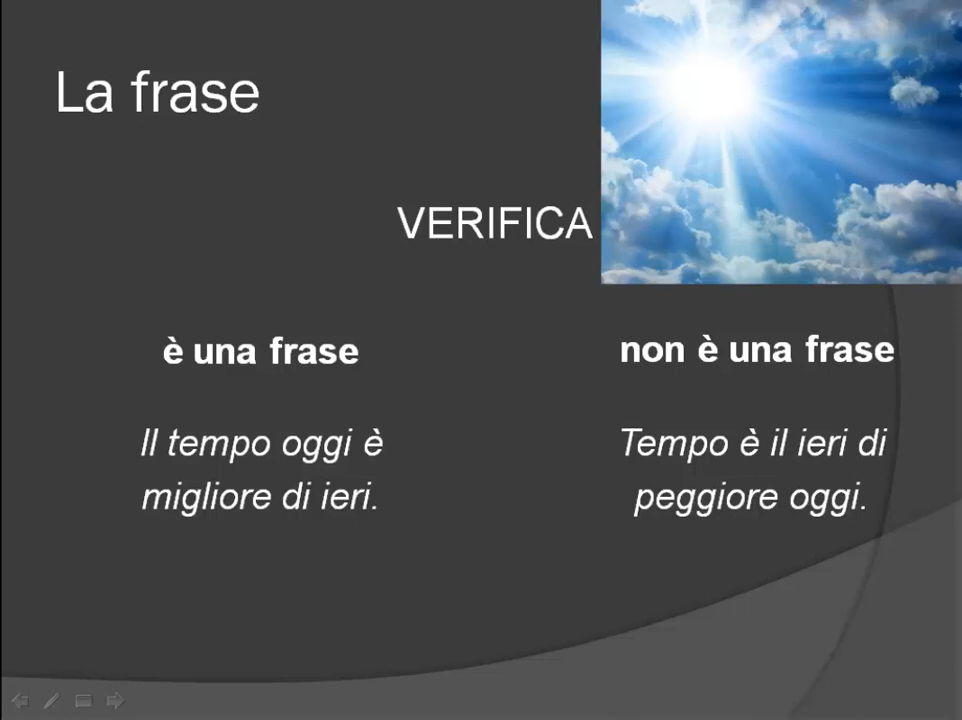 La frase
VERIFICA
è una frase
non è una frase
Il tempo oggi è
migliore di ieri.
Tempo è il ieri di
peggiore oggi.